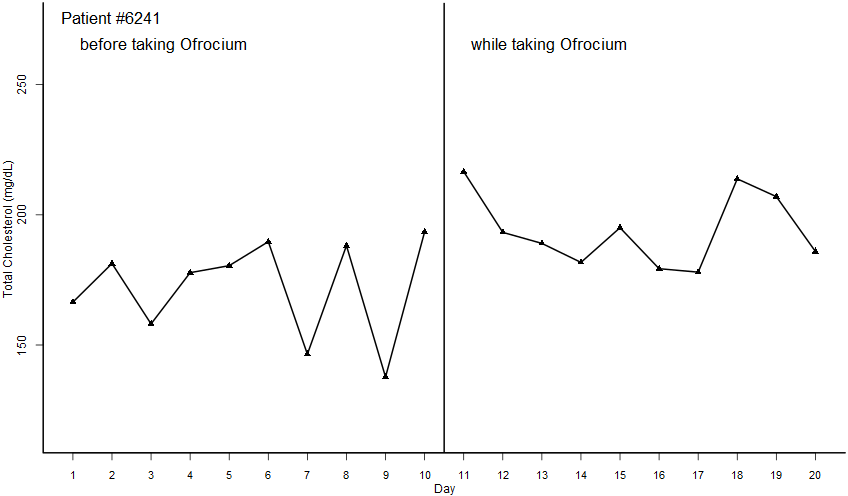 Patient #6241
before taking Ofrocium
while taking Ofrocium
Total Cholesterol (mg/dL)
250
200
150
1 2 3 4 5 6 7 8 9 10 11 12 13 14 15 16 17 18 19 20
Day